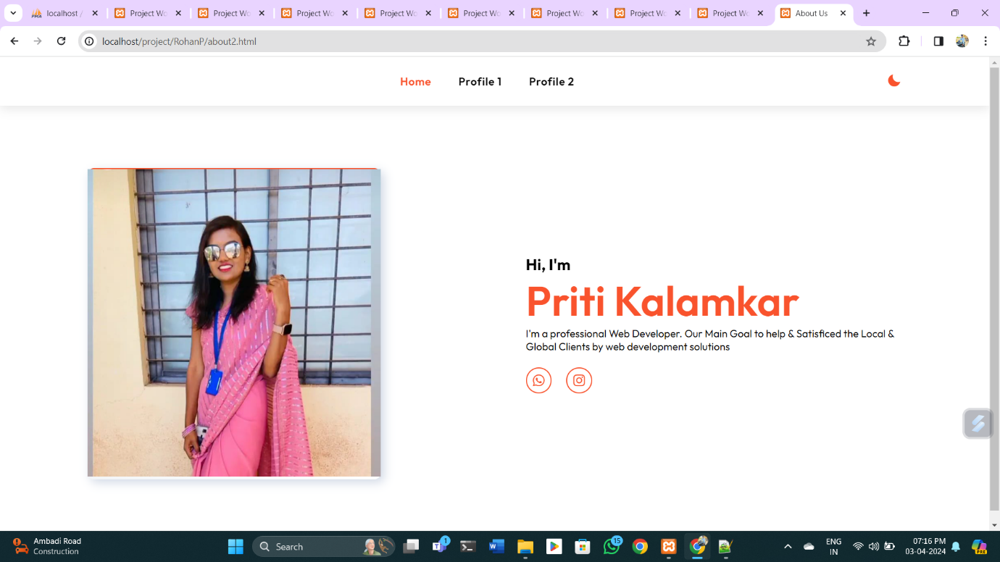 localhost /
Project Wo
Project Wo
Project Wo
Project Wo
Project Wo
Project Wo
Project Wo
Project Wo
About Us
localhost/project/RohanP/about2.html
Home
Profile 1
Profile 2
Hi, I'm
Priti Kalamkar
I'm a professional Web Developer. Our Main Goal to help & Satisficed the Local &
Global Clients by web development solutions
Ambadi Road
Construction
Search
1
15
ENG
IN
07:16 PM
03-04-2024
PRE